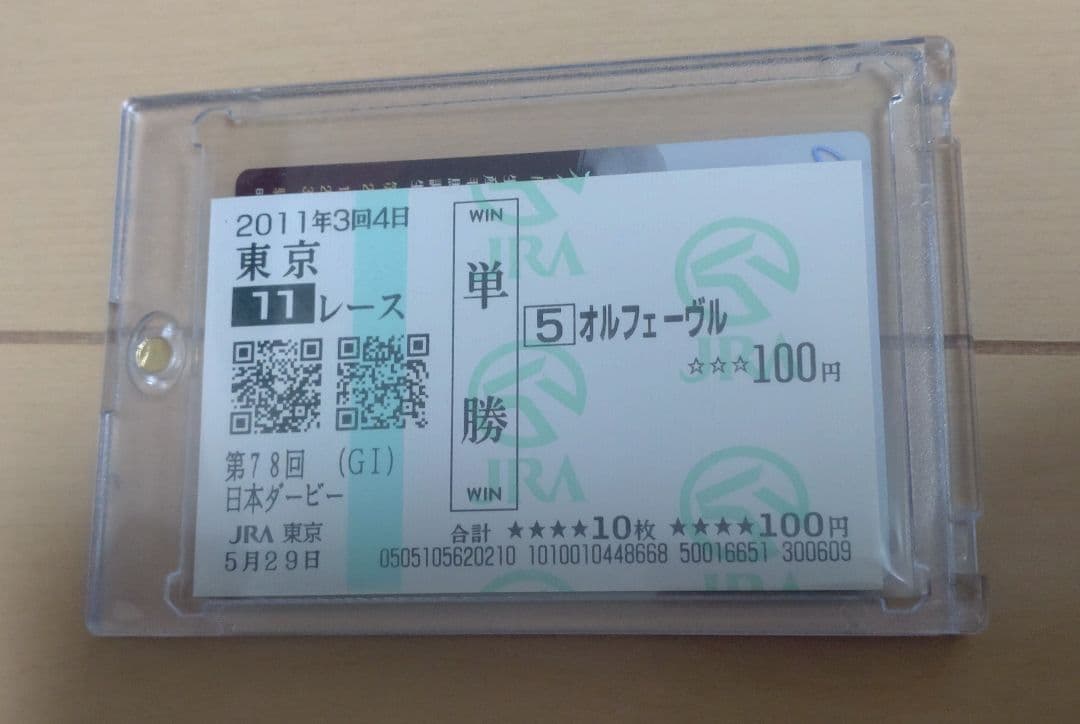 2011年3回4日
東京
11レース
第78回 (GI)
日本ダービー
JRA 東京
5月29日
WIN
単勝
WIN
5 オルフェーヴル
☆☆☆100円
合計 ★★★★10枚 ★★★★100円
0505105620210 1010010448668 50016651 300609
JRA
JRA
JRA
JRA